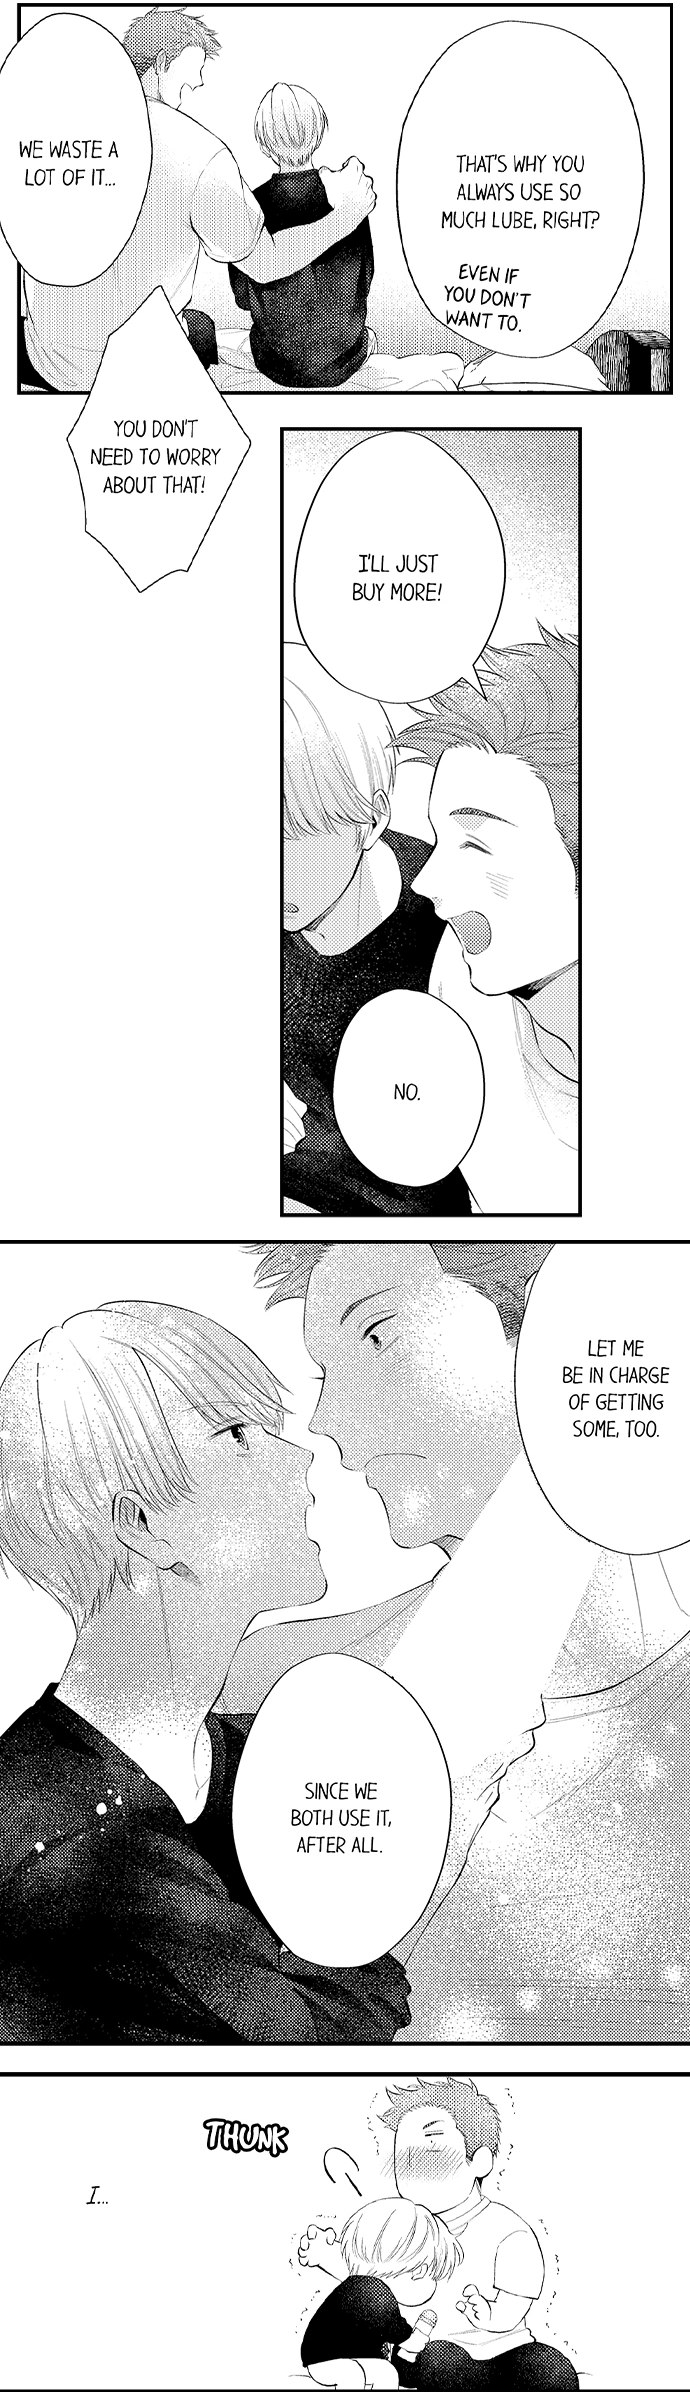 THAT'S WHY YOU
ALWAYS USE SO
MUCH LUBE, RIGHT?
EVEN IF
YOU DON'T
WANT TO.
WE WASTE A
LOT OF IT...
YOU DON'T
NEED TO WORRY
ABOUT THAT!
I'LL JUST
BUY MORE!
NO.
LET ME
BE IN CHARGE
OF GETTING
SOME, TOO.
SINCE WE
BOTH USE IT,
AFTER ALL.
THUNK
I...